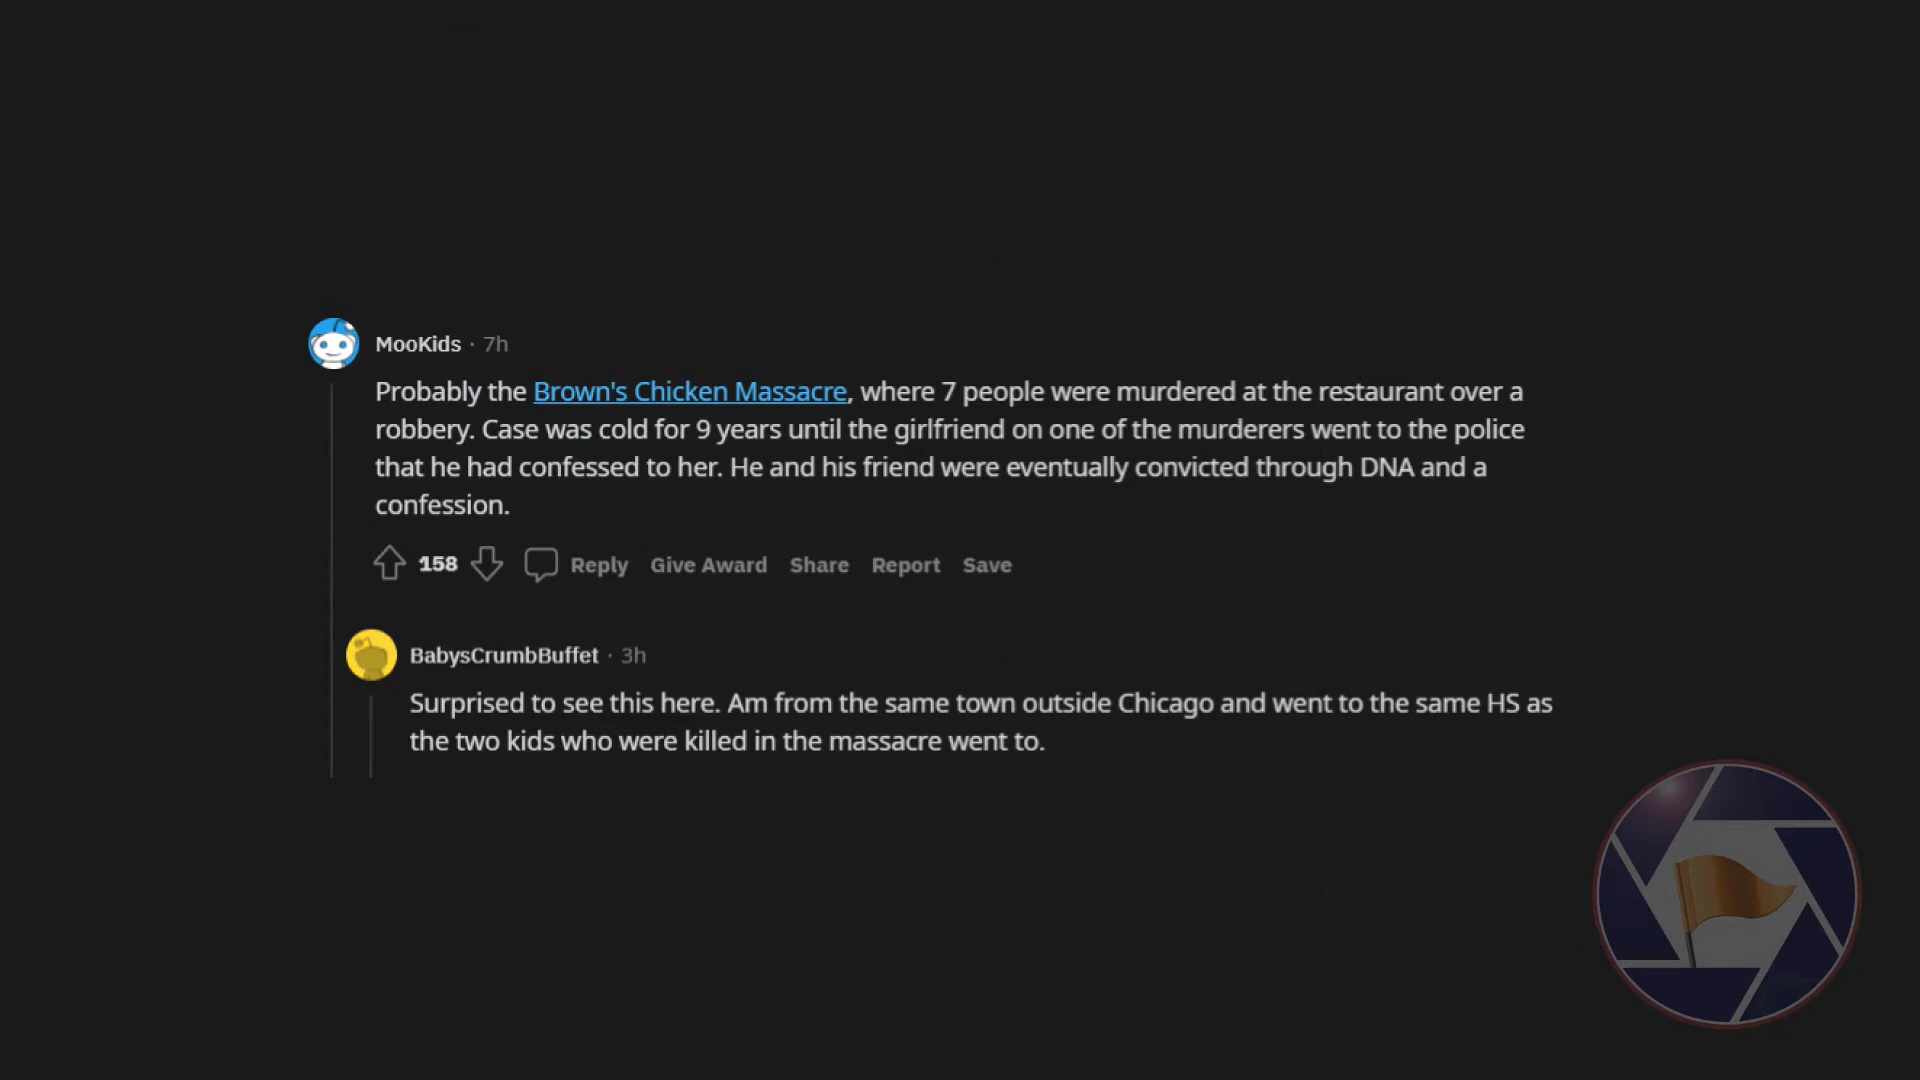 MooKids · 7h
Probably the Brown's Chicken Massacre, where 7 people were murdered at the restaurant over a
robbery. Case was cold for 9 years until the girlfriend on one of the murderers went to the police
that he had confessed to her. He and his friend were eventually convicted through DNA and a
confession.
158 Reply Give Award Share Report Save
BabysCrumbBuffet · 3h
Surprised to see this here. Am from the same town outside Chicago and went to the same HS as
the two kids who were killed in the massacre went to.